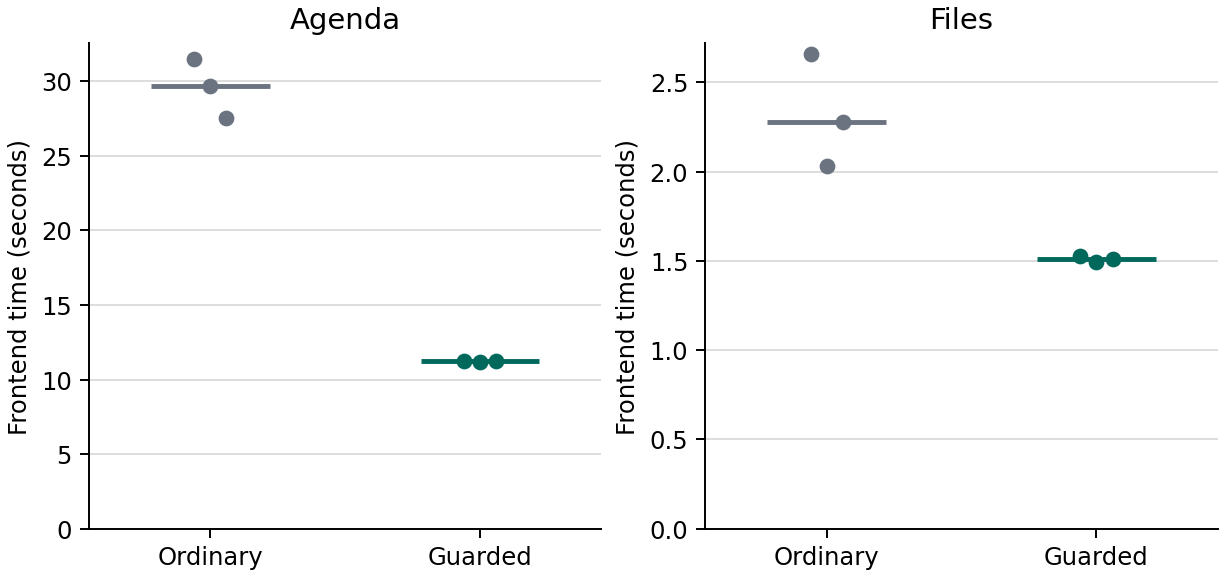 Agenda
Frontend time (seconds)
30
25
20
15
10
5
0
Ordinary
Guarded
Files
Frontend time (seconds)
2.5
2.0
1.5
1.0
0.5
0.0
Ordinary
Guarded